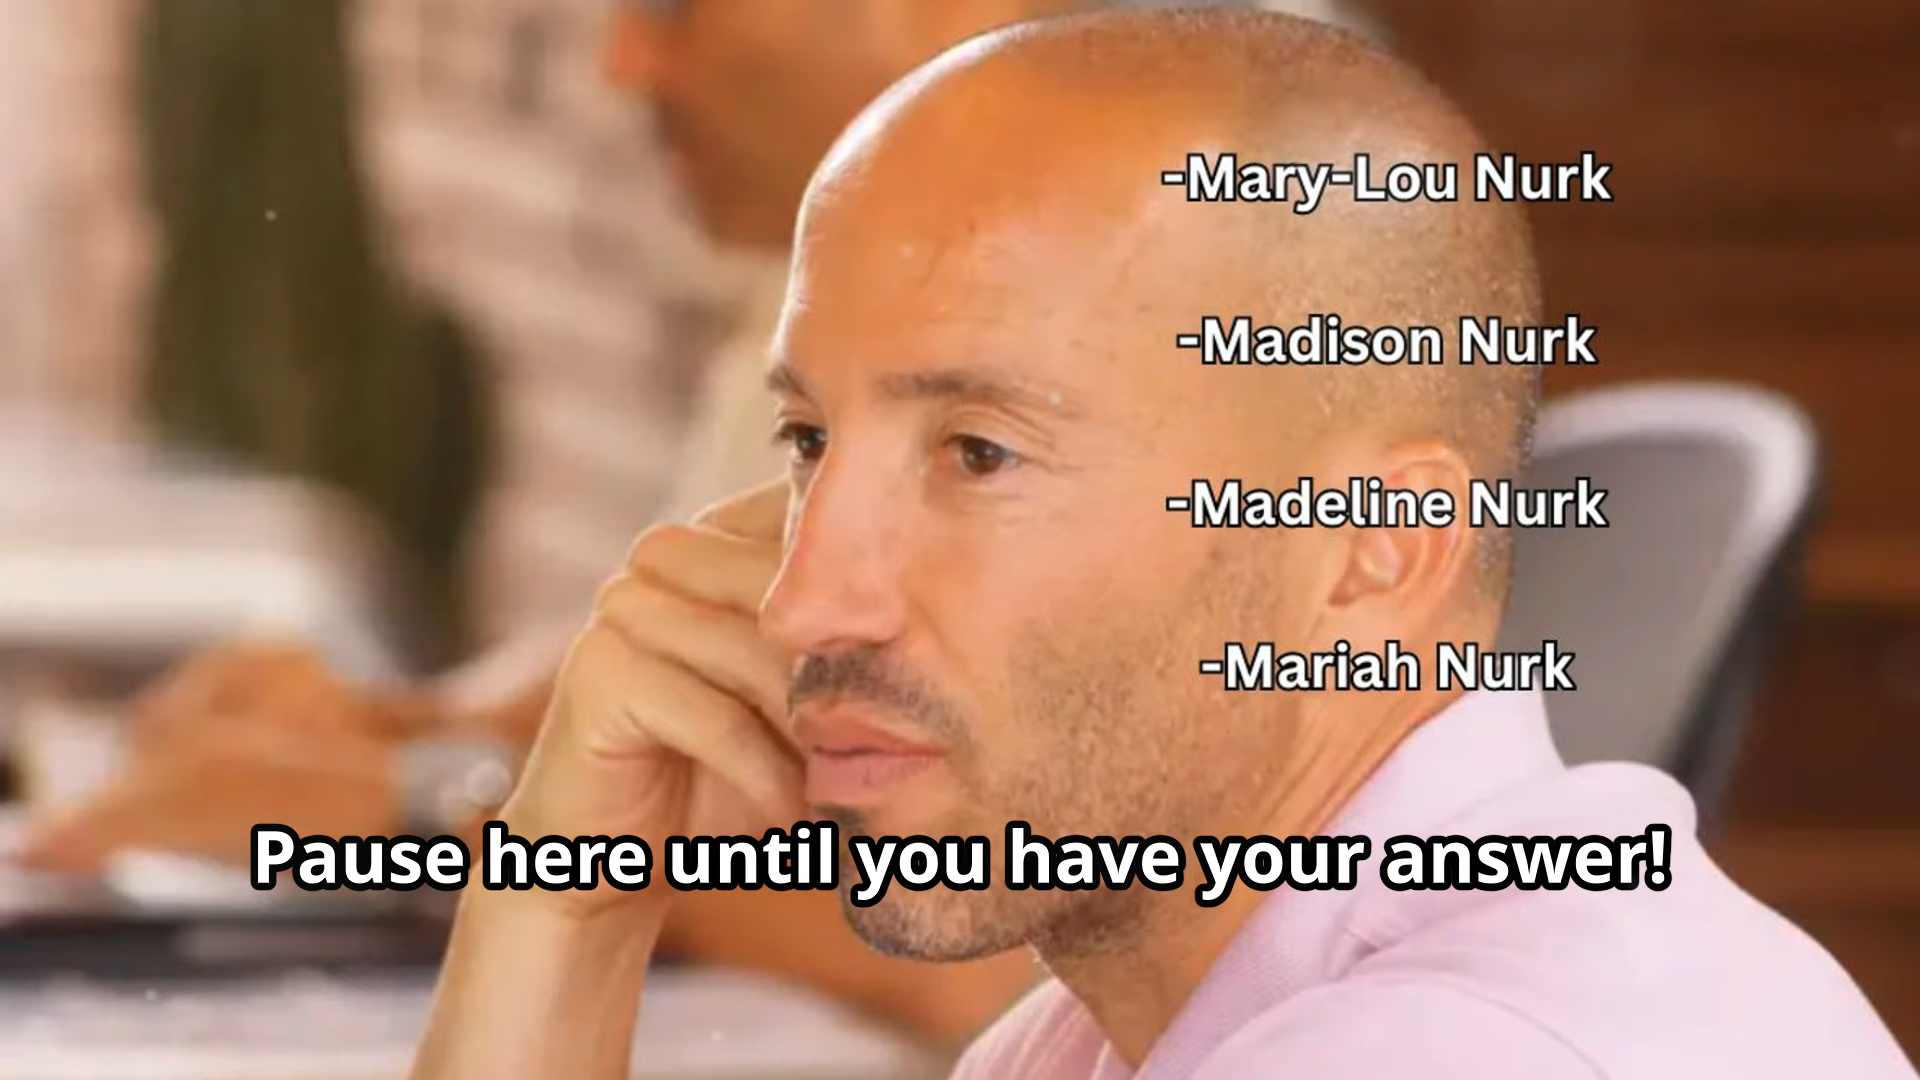 -Mary-Lou Nurk
-Madison Nurk
-Madeline Nurk
-Mariah Nurk
Pause here until you have your answer!